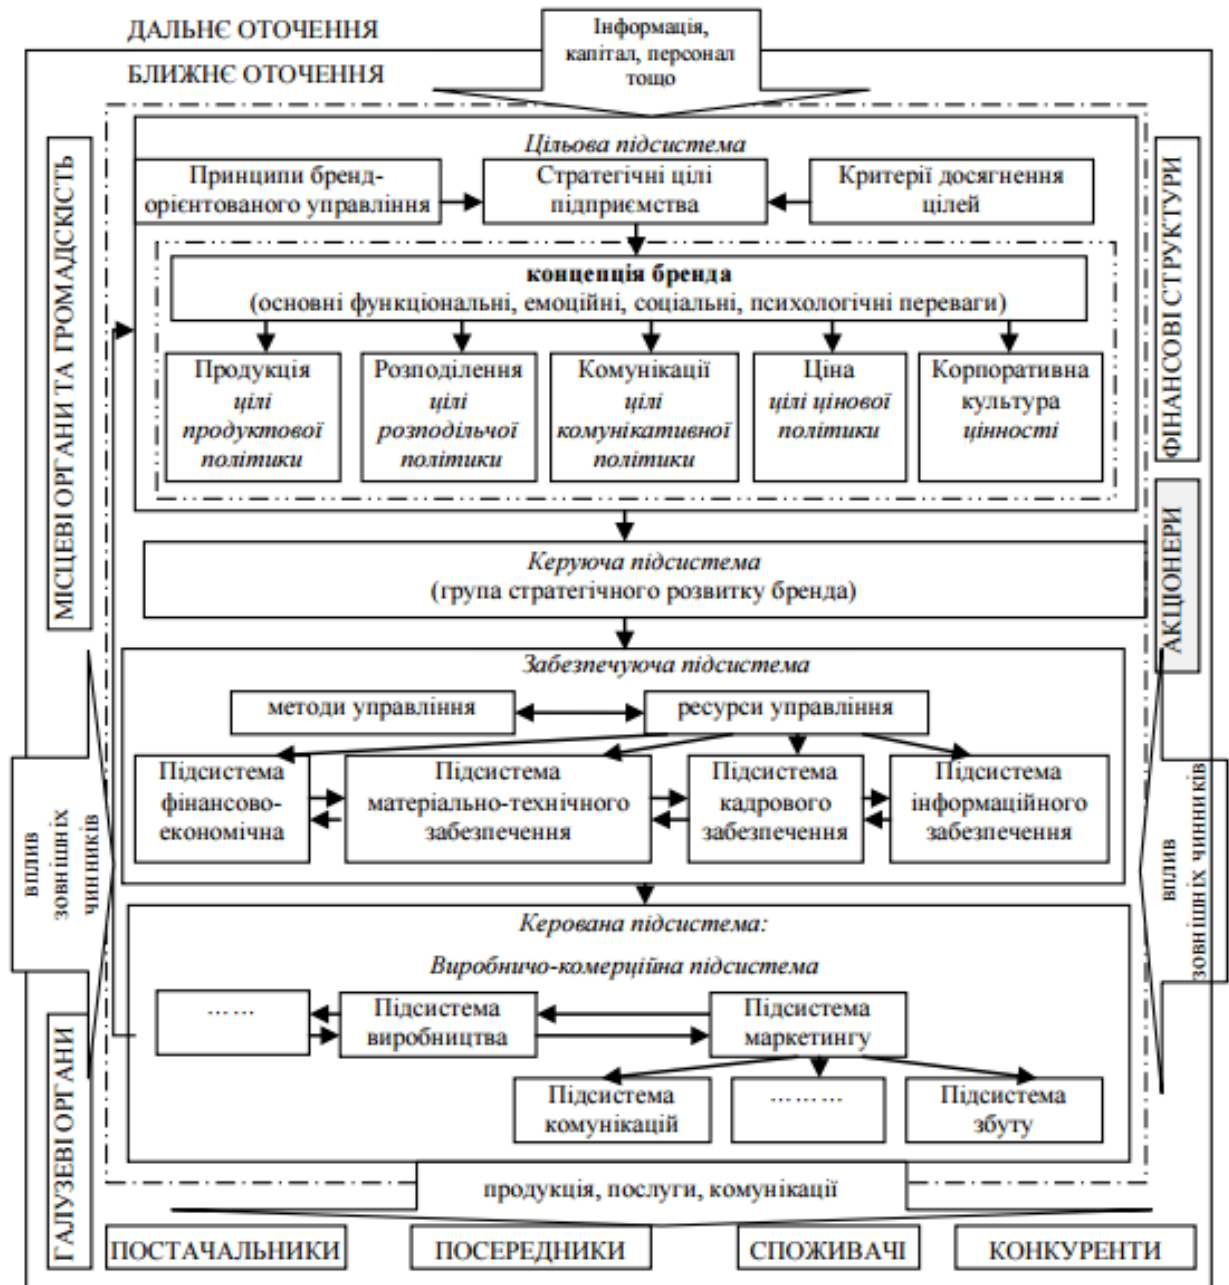 ДАЛЬНЄ ОТОЧЕННЯ
Інформація,
капітал, персонал
тощо
БЛИЖНЄ ОТОЧЕННЯ
МІСЦЕВІ ОРГАНИ ТА ГРОМАДСКІСТЬ
ФІНАНСОВІ СТРУКТУРИ
Цільова підсистема
Принципи бренд-
орієнтованого управління
Стратегічні цілі
підприємства
Критерії досягнення
цілей
концепція бренда
(основні функціональні, емоційні, соціальні, психологічні переваги)
Продукція
цілі
продуктової
політики
Розподілення
цілі
розподільчої
політики
Комунікації
цілі
комунікативної
політики
Ціна
цілі цінової
політики
Корпоративна
культура
цінності
АКЦІОНЕРИ
Керуюча підсистема
(група стратегічного розвитку бренда)
Забезпечуюча підсистема
методи управління
ресурси управління
Підсистема
фінансово-
економічна
Підсистема
матеріально-технічного
забезпечення
Підсистема
кадрового
забезпечення
Підсистема
інформаційного
забезпечення
вплив
зовнішніх
чинників
вплив
зовнішніх чинників
Керована підсистема:
Виробничо-комерційна підсистема
……
Підсистема
виробництва
Підсистема
маркетингу
Підсистема
комунікацій
………
Підсистема
збуту
ГАЛУЗЕВІ ОРГАНИ
продукція, послуги, комунікації
ПОСТАЧАЛЬНИКИ
ПОСЕРЕДНИКИ
СПОЖИВАЧІ
КОНКУРЕНТИ